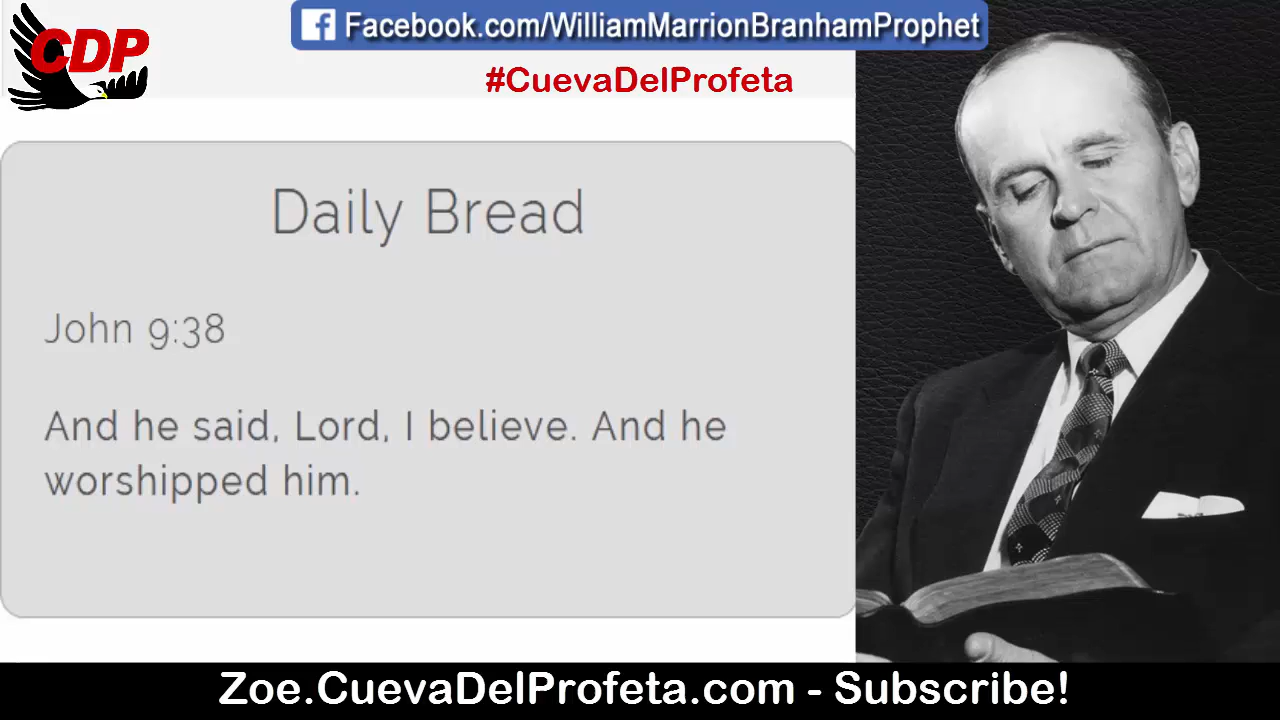 CDP
Facebook.com/WilliamMarrionBranhamProphet
#CuevaDelProfeta
Daily Bread
John 9:38
And he said, Lord, I believe. And he
worshipped him.
Zoe.CuevaDelProfeta.com - Subscribe!